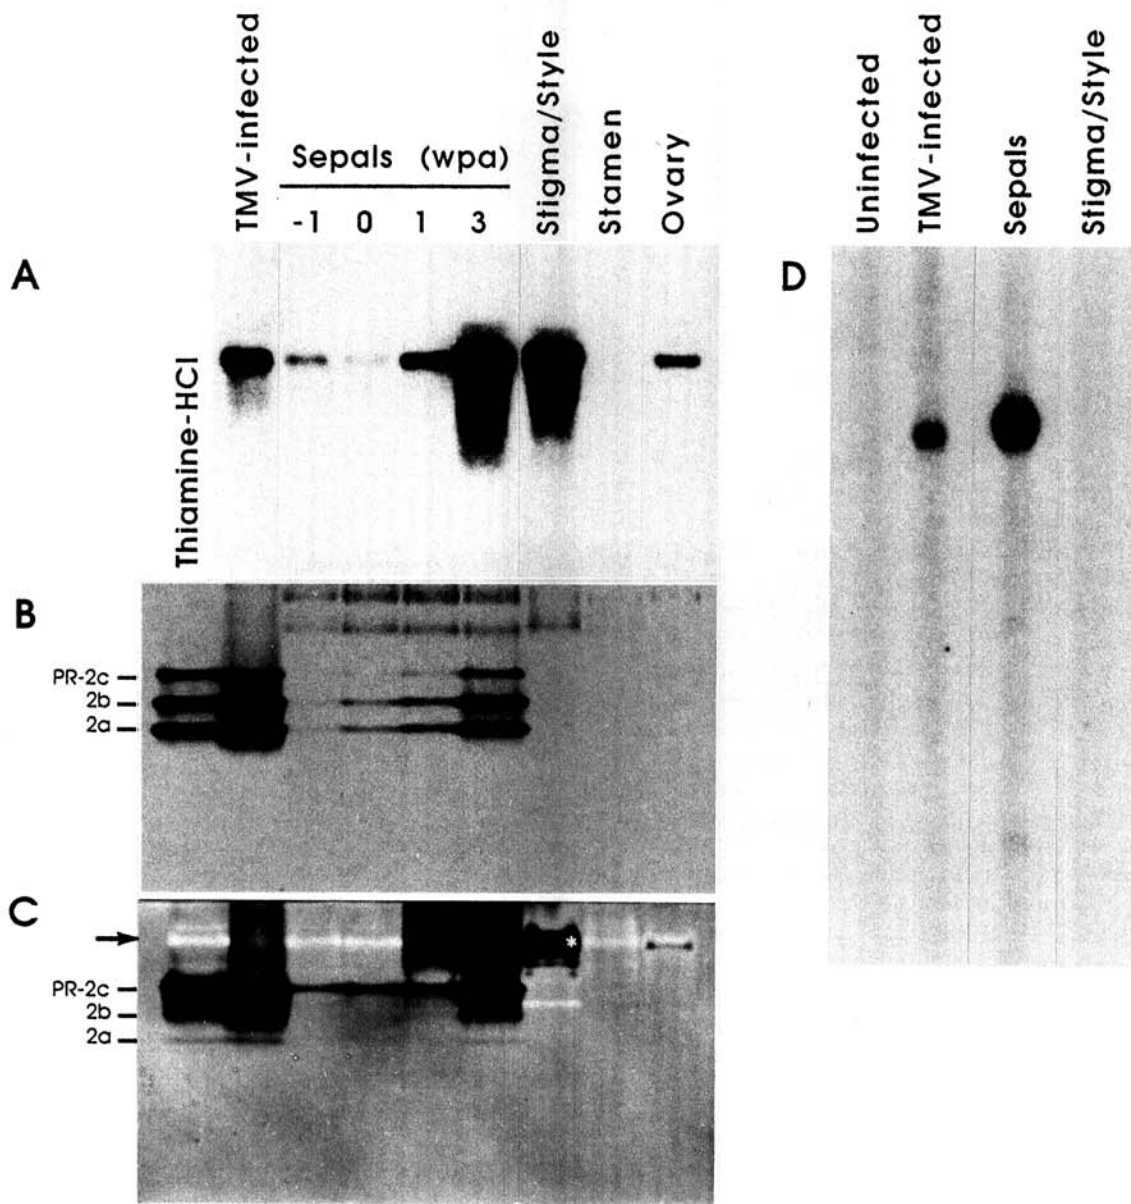 TMV-infected
Sepals (wpa)
-1 0 1 3
Stigma/Style
Stamen
Ovary
Uninfected
TMV-infected
Sepals
Stigma/Style
A
Thiamine-HCl
B
PR-2c
2b
2a
C
*
PR-2c
2b
2a
D